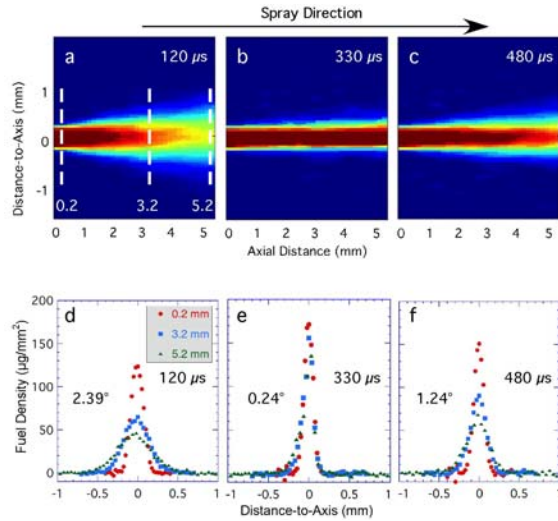 Spray Direction
a 120 µs
b 330 µs
c 480 µs
Distance-to-Axis (mm)
1
0
-1
0.2 3.2 5.2
0 1 2 3 4 5
0 1 2 3 4 5
0 1 2 3 4 5
Axial Distance (mm)
Fuel Density (µg/mm²)
200
150
100
50
0
d
0.2 mm
3.2 mm
5.2 mm
120 µs
2.39°
e
330 µs
0.24°
f
480 µs
1.24°
-1 -0.5 0 0.5 1
-0.5 0 0.5 1
-0.5 0 0.5 1
Distance-to-Axis (mm)